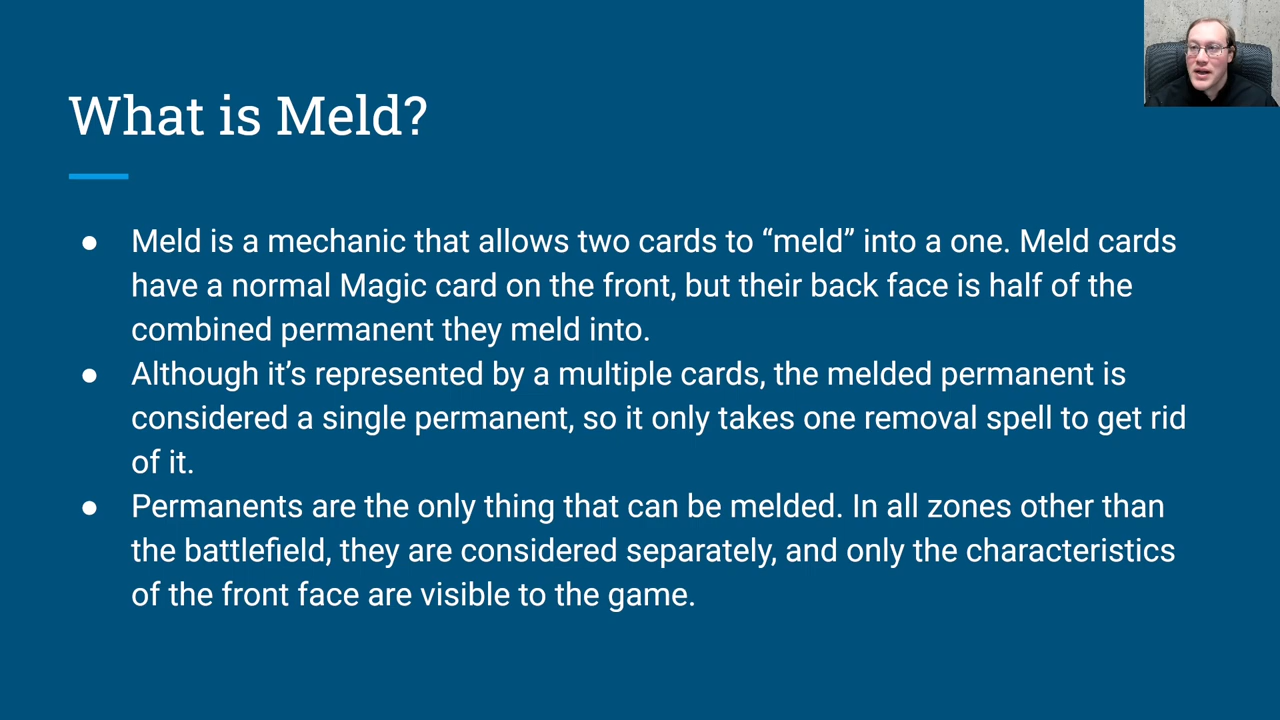 What is Meld?
● Meld is a mechanic that allows two cards to “meld” into a one. Meld cards
have a normal Magic card on the front, but their back face is half of the
combined permanent they meld into.
● Although it’s represented by a multiple cards, the melded permanent is
considered a single permanent, so it only takes one removal spell to get rid
of it.
● Permanents are the only thing that can be melded. In all zones other than
the battlefield, they are considered separately, and only the characteristics
of the front face are visible to the game.